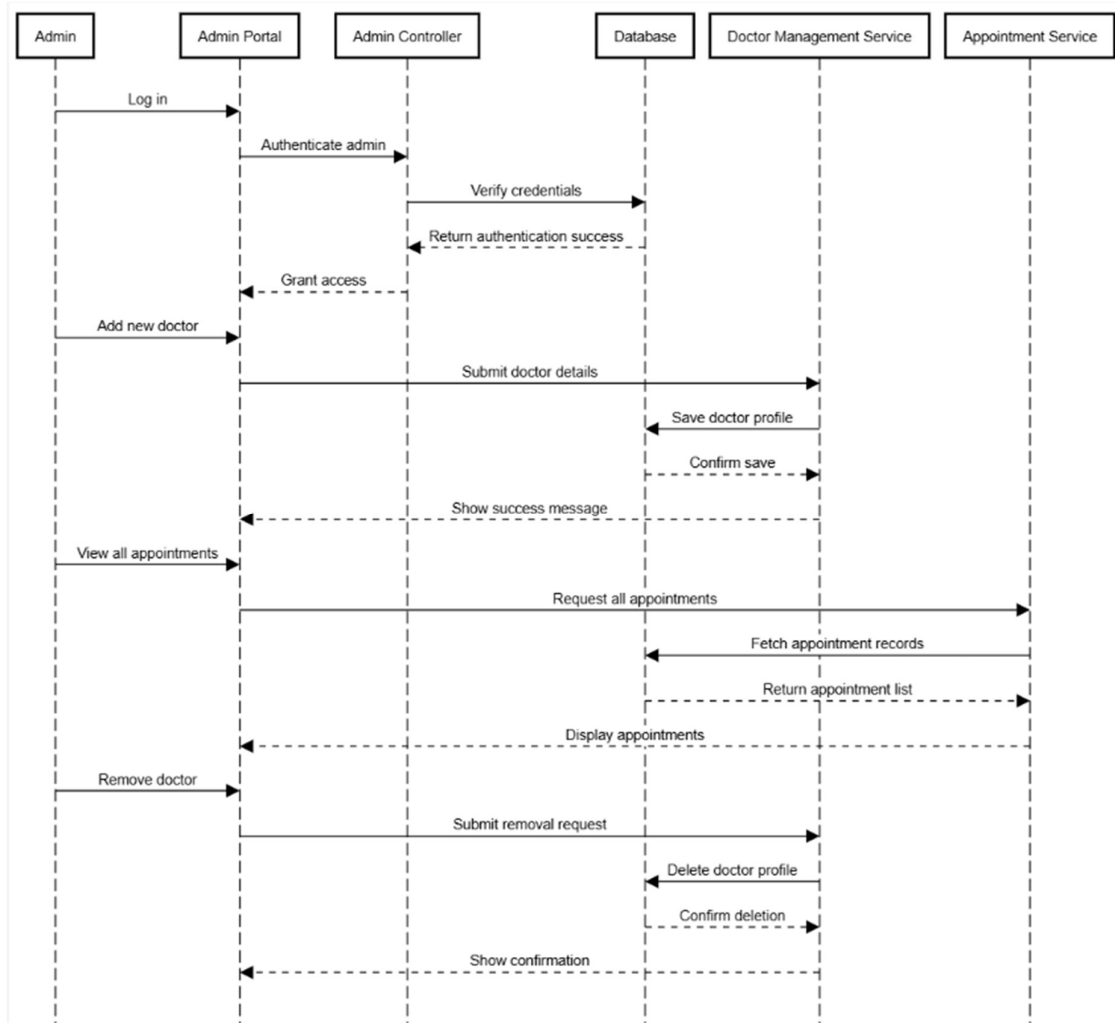 Admin
Admin Portal
Admin Controller
Database
Doctor Management Service
Appointment Service
Log in
Authenticate admin
Verify credentials
Return authentication success
Grant access
Add new doctor
Submit doctor details
Save doctor profile
Confirm save
Show success message
View all appointments
Request all appointments
Fetch appointment records
Return appointment list
Display appointments
Remove doctor
Submit removal request
Delete doctor profile
Confirm deletion
Show confirmation